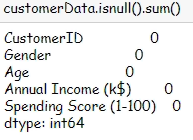 customerData.isnull().sum()
CustomerID 0
Gender 0
Age 0
Annual Income (k$) 0
Spending Score (1-100) 0
dtype: int64